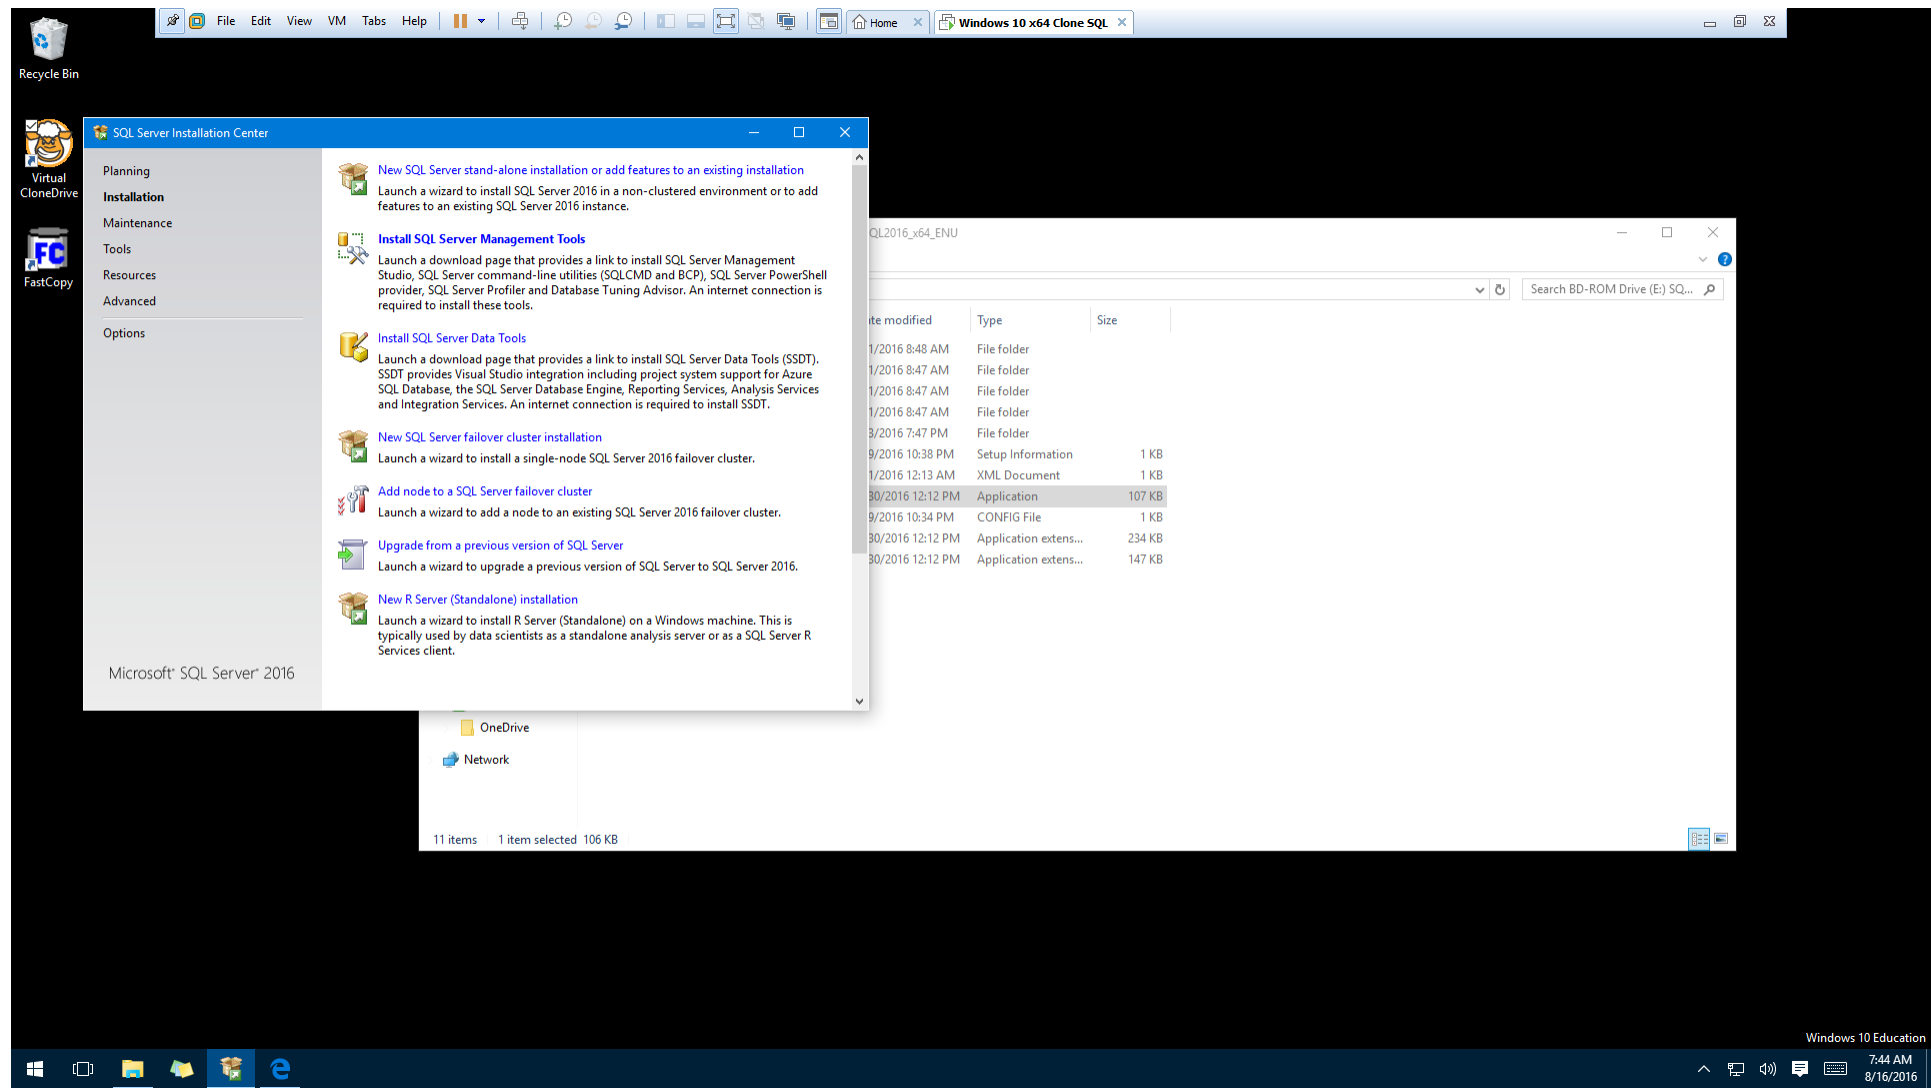 File Edit View VM Tabs Help
Home
Windows 10 x64 Clone SQL
Recycle Bin
Virtual
CloneDrive
FastCopy
SQL Server Installation Center
Planning
Installation
Maintenance
Tools
Resources
Advanced
Options
Microsoft® SQL Server® 2016
New SQL Server stand-alone installation or add features to an existing installation
Launch a wizard to install SQL Server 2016 in a non-clustered environment or to add
features to an existing SQL Server 2016 instance.
Install SQL Server Management Tools
Launch a download page that provides a link to install SQL Server Management
Studio, SQL Server command-line utilities (SQLCMD and BCP), SQL Server PowerShell
provider, SQL Server Profiler and Database Tuning Advisor. An internet connection is
required to install these tools.
Install SQL Server Data Tools
Launch a download page that provides a link to install SQL Server Data Tools (SSDT).
SSDT provides Visual Studio integration including project system support for Azure
SQL Database, the SQL Server Database Engine, Reporting Services, Analysis Services
and Integration Services. An internet connection is required to install SSDT.
New SQL Server failover cluster installation
Launch a wizard to install a single-node SQL Server 2016 failover cluster.
Add node to a SQL Server failover cluster
Launch a wizard to add a node to an existing SQL Server 2016 failover cluster.
Upgrade from a previous version of SQL Server
Launch a wizard to upgrade a previous version of SQL Server to SQL Server 2016.
New R Server (Standalone) installation
Launch a wizard to install R Server (Standalone) on a Windows machine. This is
typically used by data scientists as a standalone analysis server or as a SQL Server R
Services client.
QL2016_x64_ENU
Search BD-ROM Drive (E:) SQ...
te modified Type Size
1/2016 8:48 AM File folder
1/2016 8:47 AM File folder
1/2016 8:47 AM File folder
1/2016 8:47 AM File folder
3/2016 7:47 PM File folder
9/2016 10:38 PM Setup Information 1 KB
1/2016 12:13 AM XML Document 1 KB
30/2016 12:12 PM Application 107 KB
9/2016 10:34 PM CONFIG File 1 KB
30/2016 12:12 PM Application extens... 234 KB
30/2016 12:12 PM Application extens... 147 KB
OneDrive
Network
11 items 1 item selected 106 KB
Windows 10 Education
7:44 AM
8/16/2016